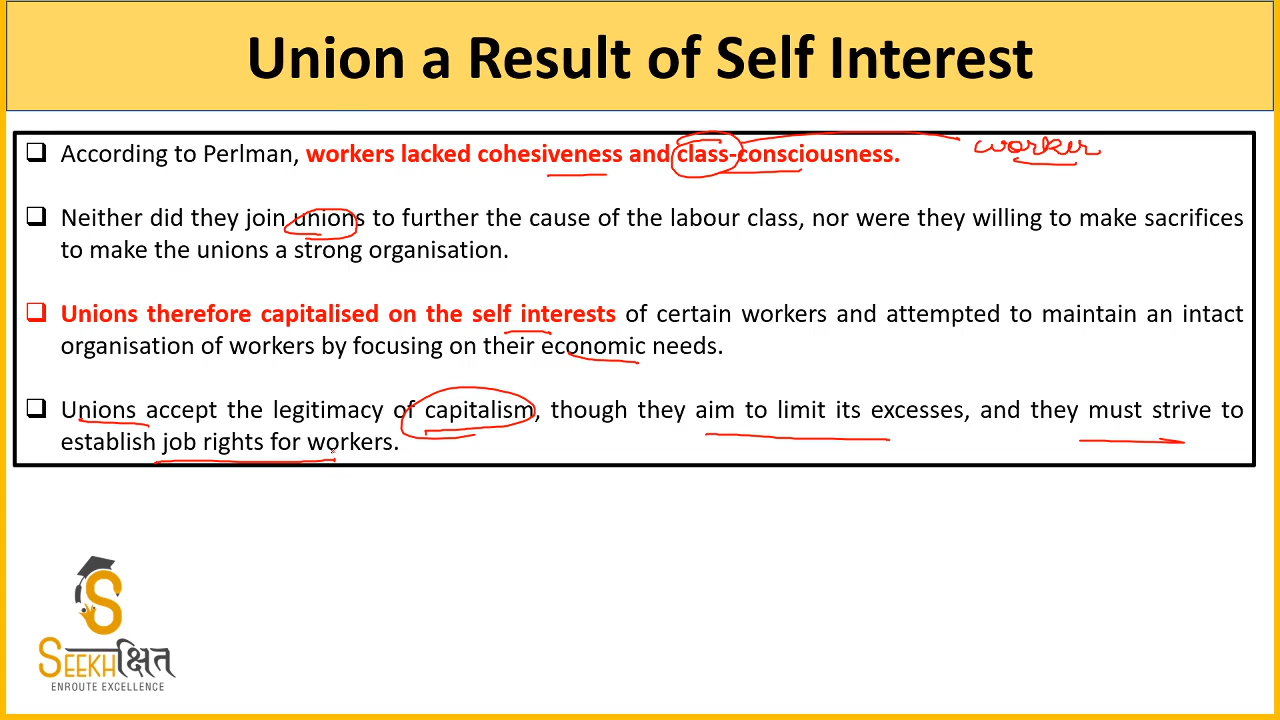 Union a Result of Self Interest
According to Perlman, workers lacked cohesiveness and class-consciousness.
worker
Neither did they join unions to further the cause of the labour class, nor were they willing to make sacrifices
to make the unions a strong organisation.
Unions therefore capitalised on the self interests of certain workers and attempted to maintain an intact
organisation of workers by focusing on their economic needs.
Unions accept the legitimacy of capitalism, though they aim to limit its excesses, and they must strive to
establish job rights for workers.
S
SEEKHक्षित
ENROUTE EXCELLENCE